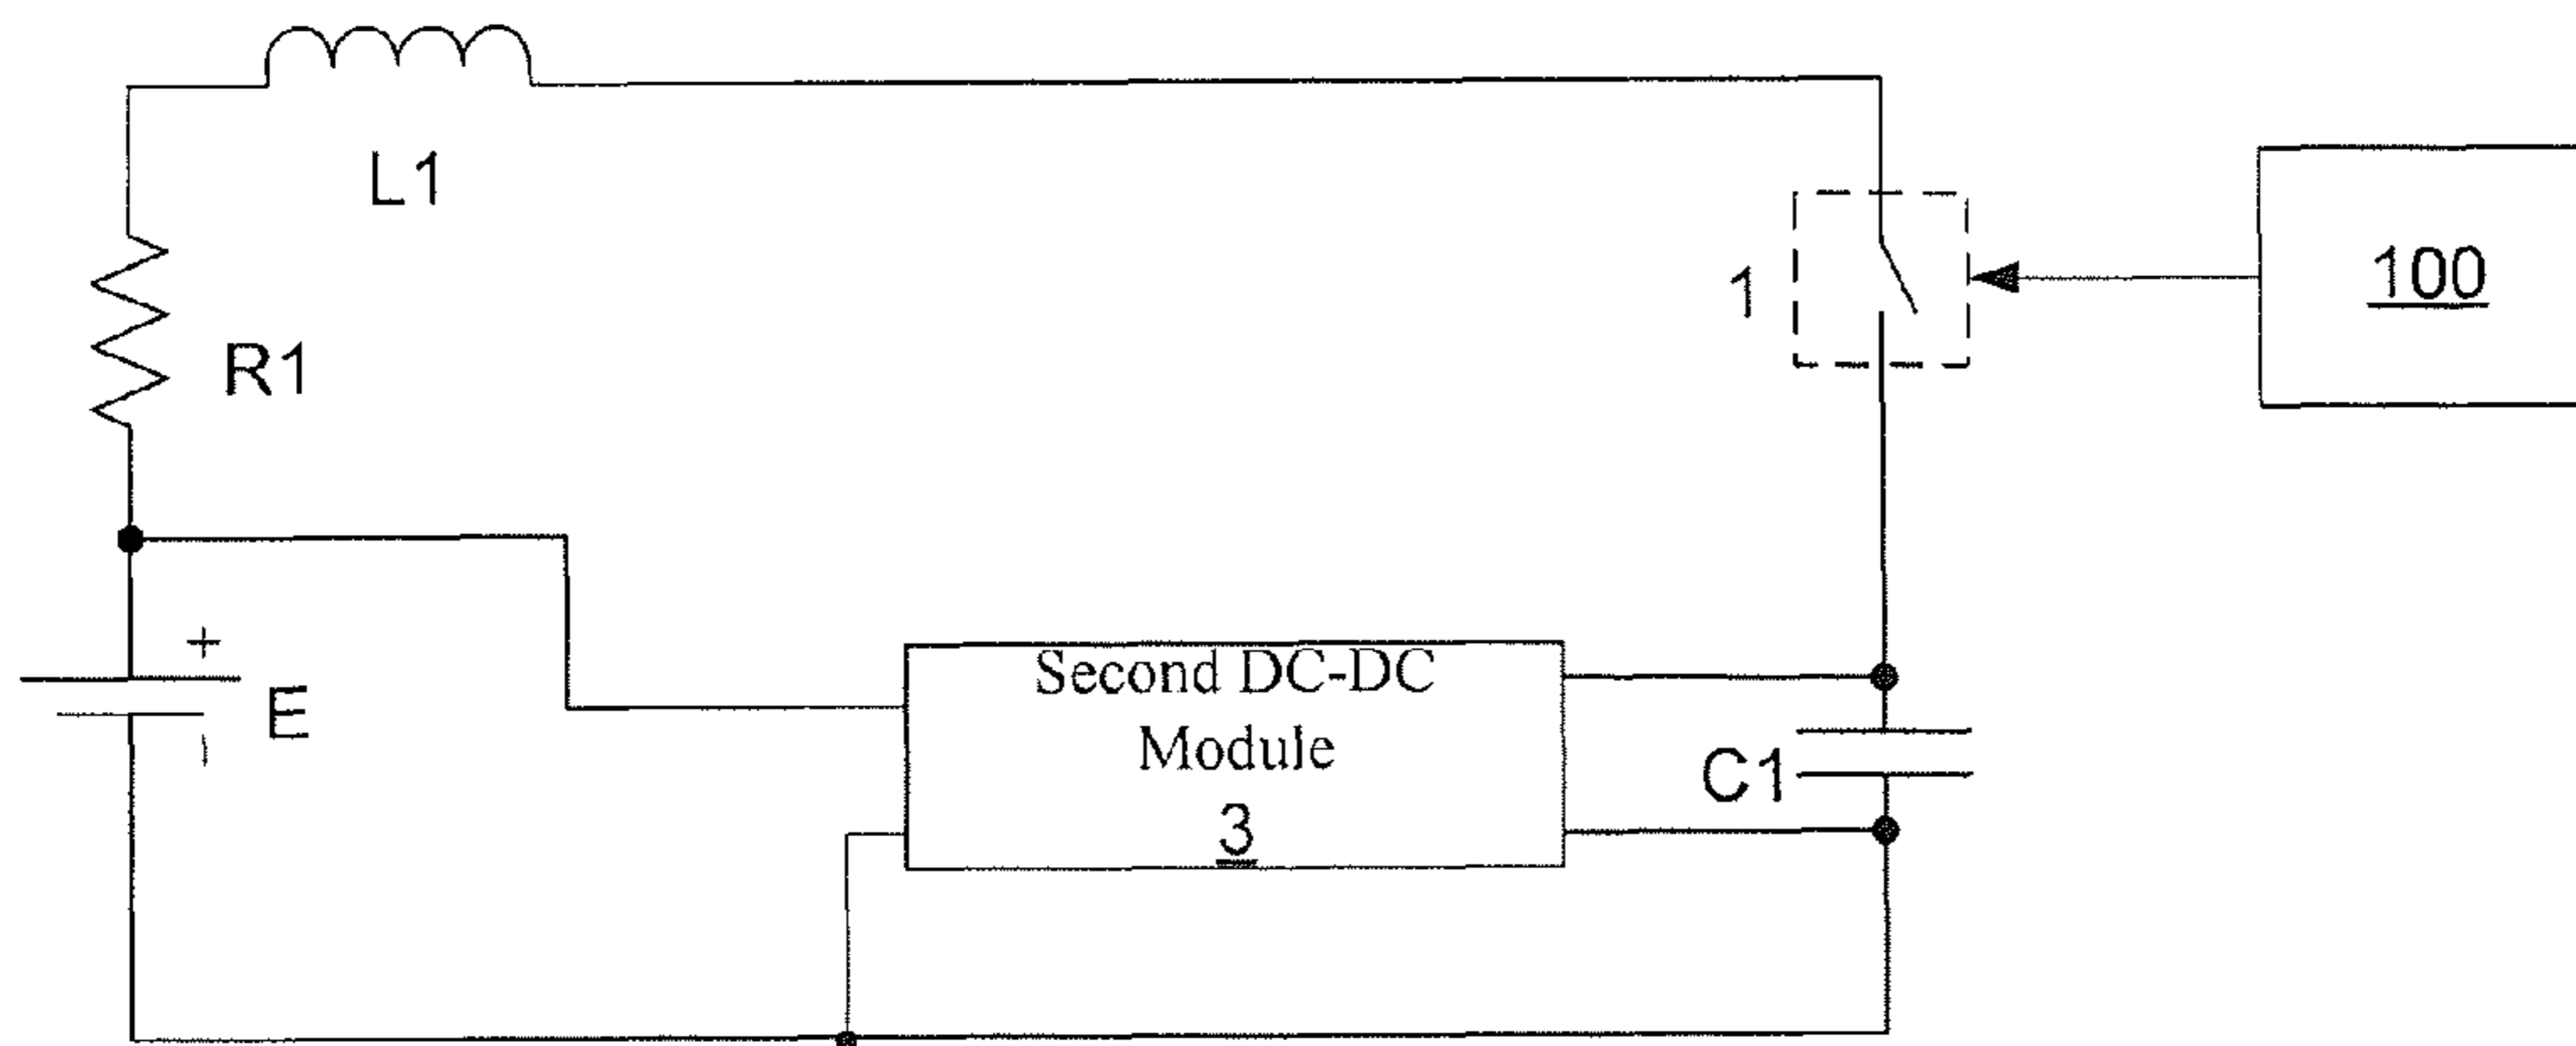 L1
R1
1
100
+
E
-
Second DC-DC
Module
3
C1